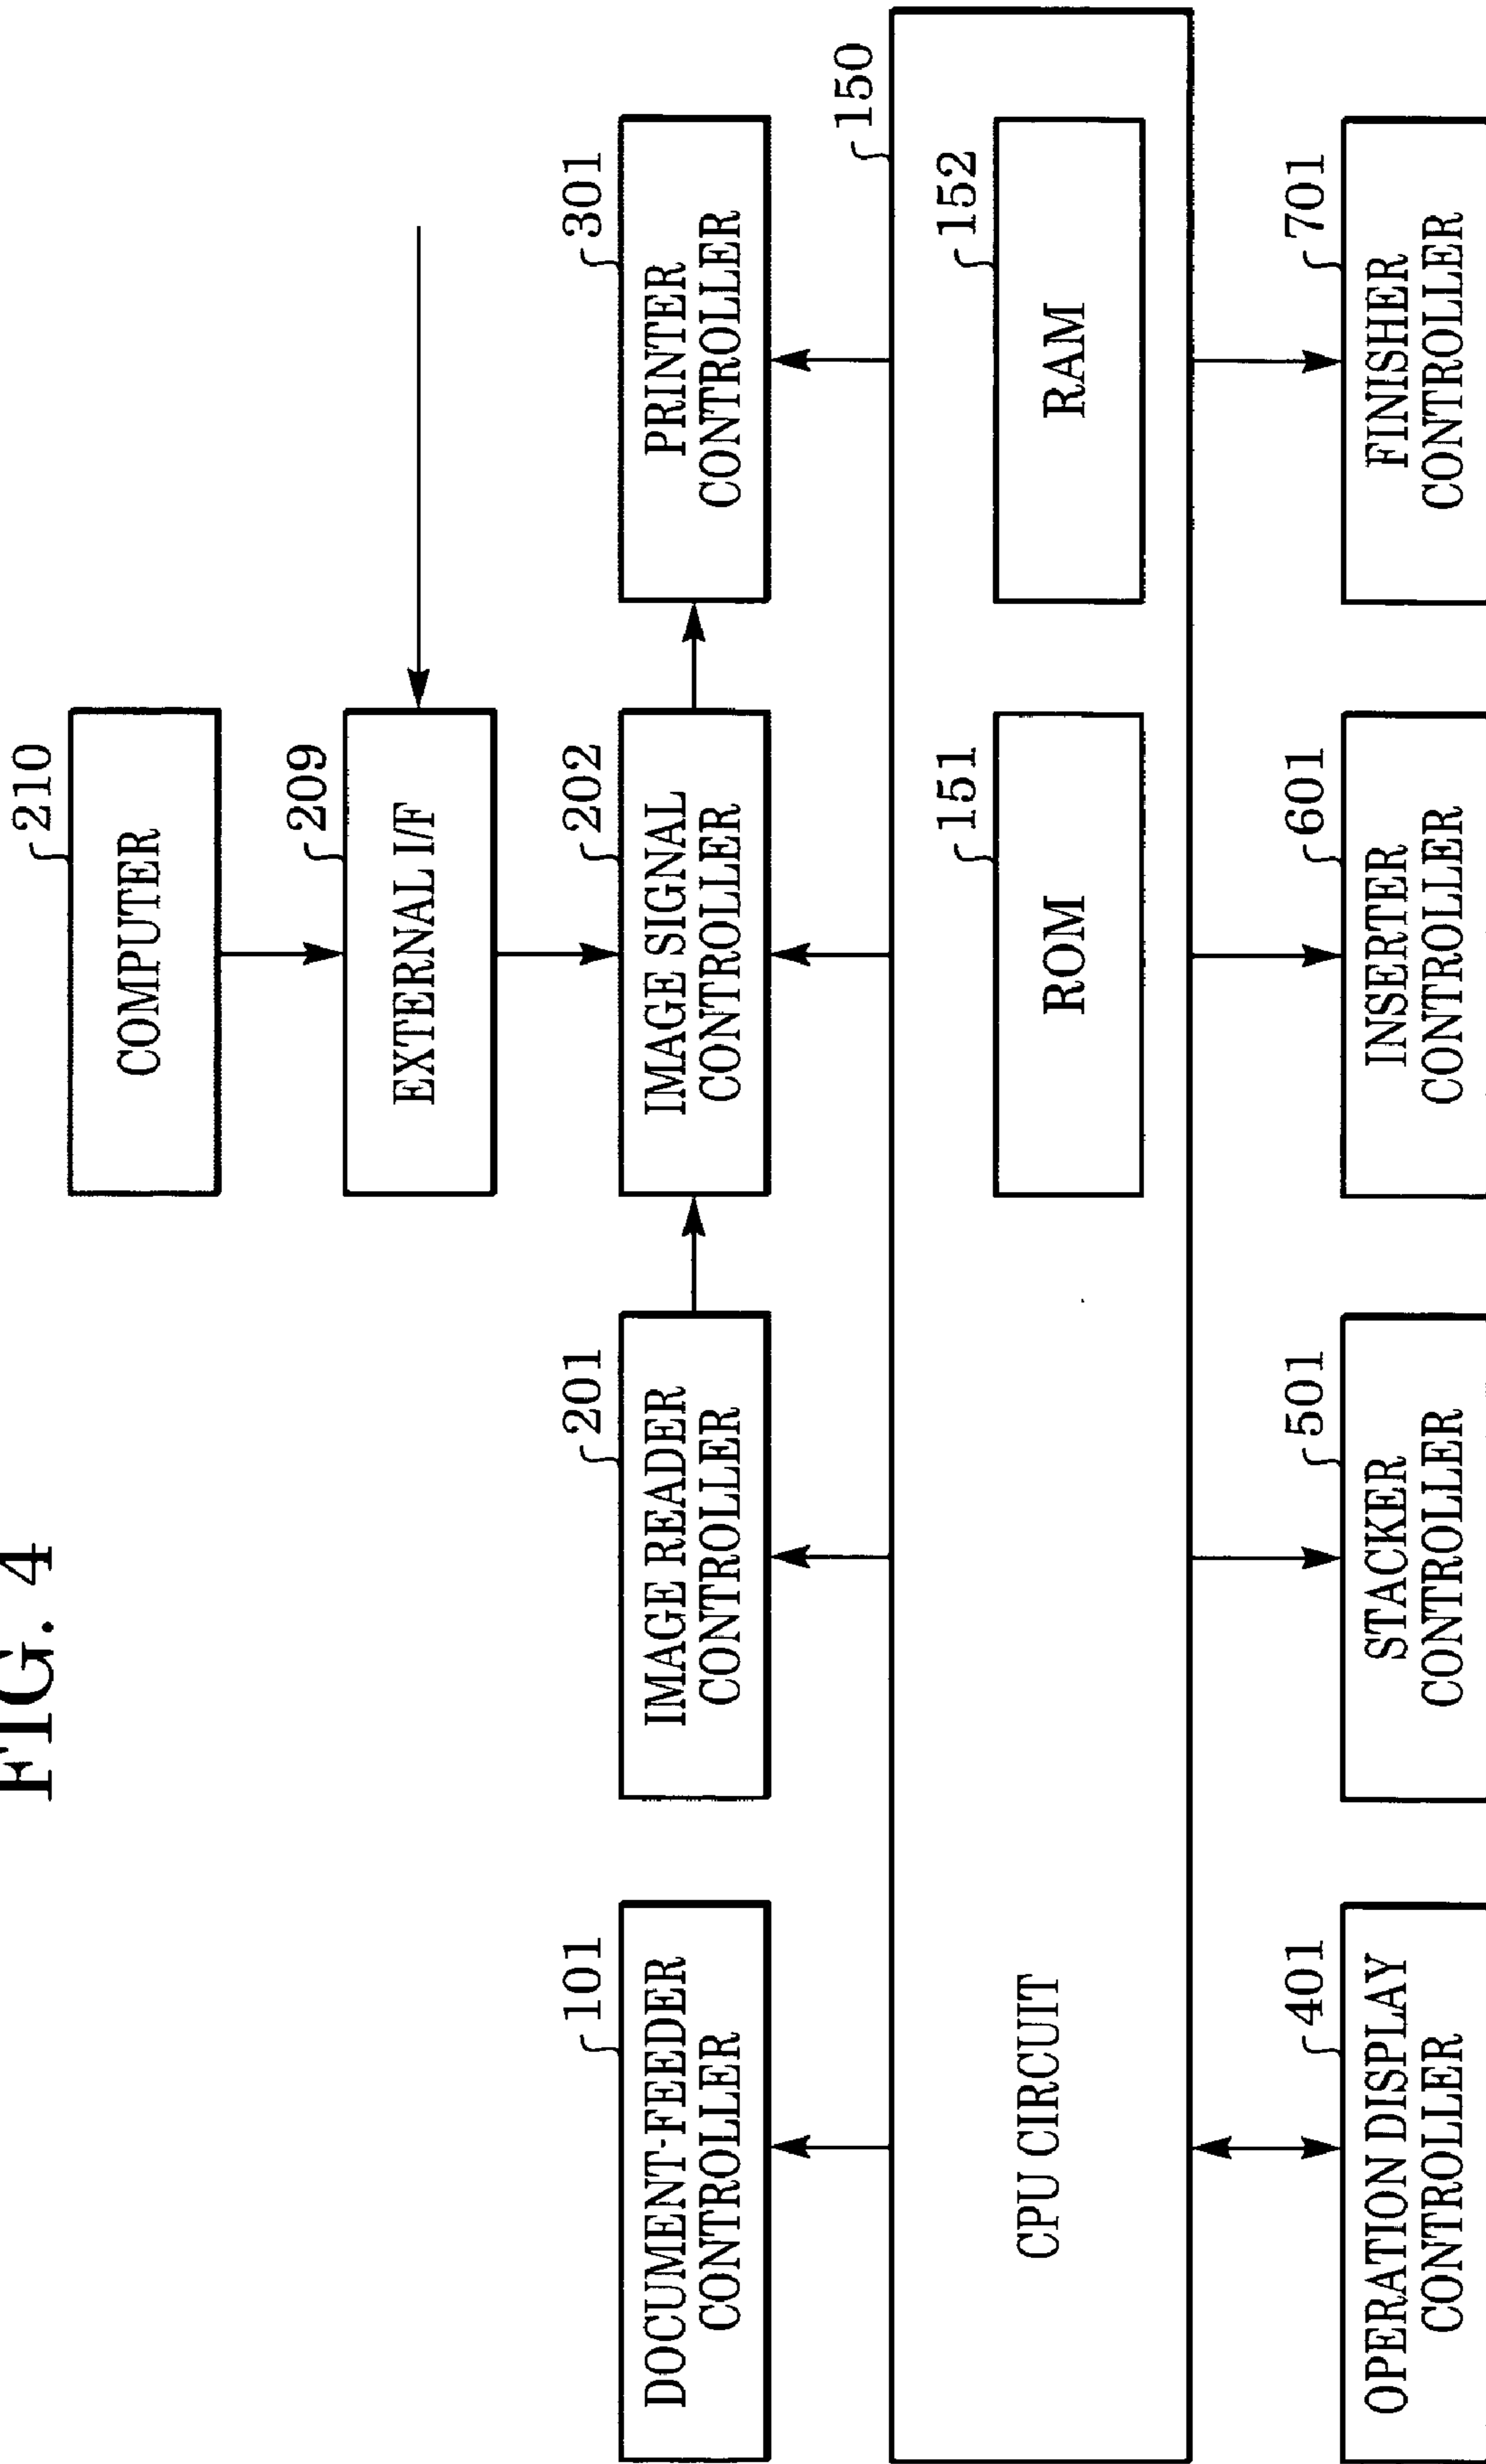 FIG. 4
210
COMPUTER
209
EXTERNAL I/F
101
DOCUMENT-FEEDER
CONTROLLER
201
IMAGE READER
CONTROLLER
202
IMAGE SIGNAL
CONTROLLER
301
PRINTER
CONTROLLER
150
CPU CIRCUIT
151
ROM
152
RAM
401
OPERATION DISPLAY
CONTROLLER
501
STACKER
CONTROLLER
601
INSERTER
CONTROLLER
701
FINISHER
CONTROLLER